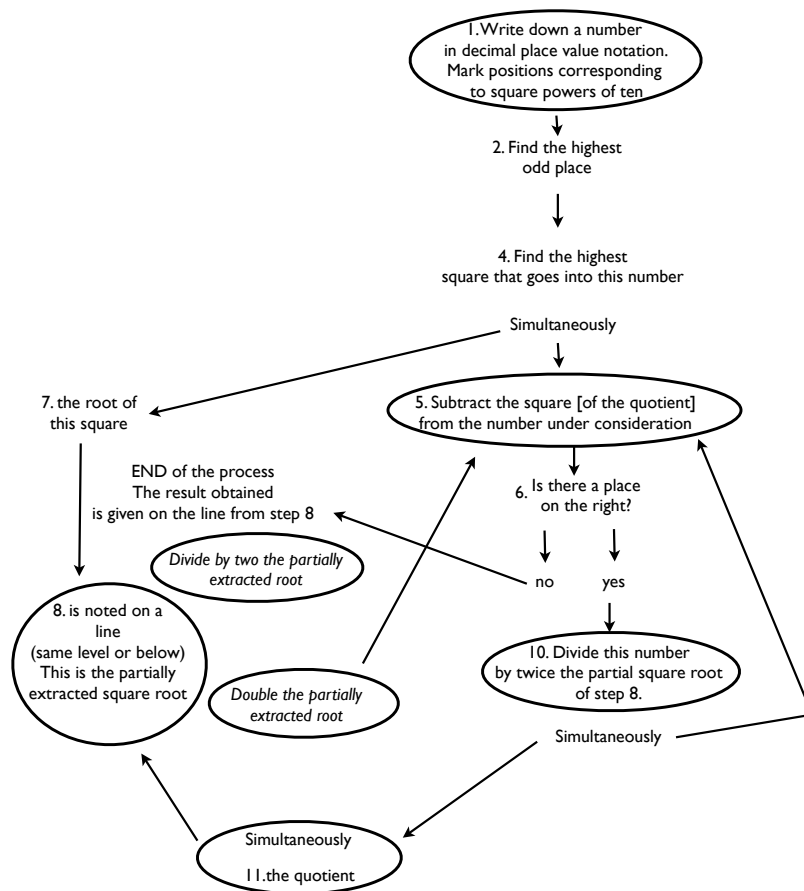 1. Write down a number
in decimal place value notation.
Mark positions corresponding
to square powers of ten
2. Find the highest
odd place
4. Find the highest
square that goes into this number
Simultaneously
7. the root of
this square
5. Subtract the square [of the quotient]
from the number under consideration
END of the process
The result obtained
is given on the line from step 8
6. Is there a place
on the right?
Divide by two the partially
extracted root
no
yes
8. is noted on a
line
(same level or below)
This is the partially
extracted square root
10. Divide this number
by twice the partial square root
of step 8.
Double the partially
extracted root
Simultaneously
Simultaneously
11.the quotient